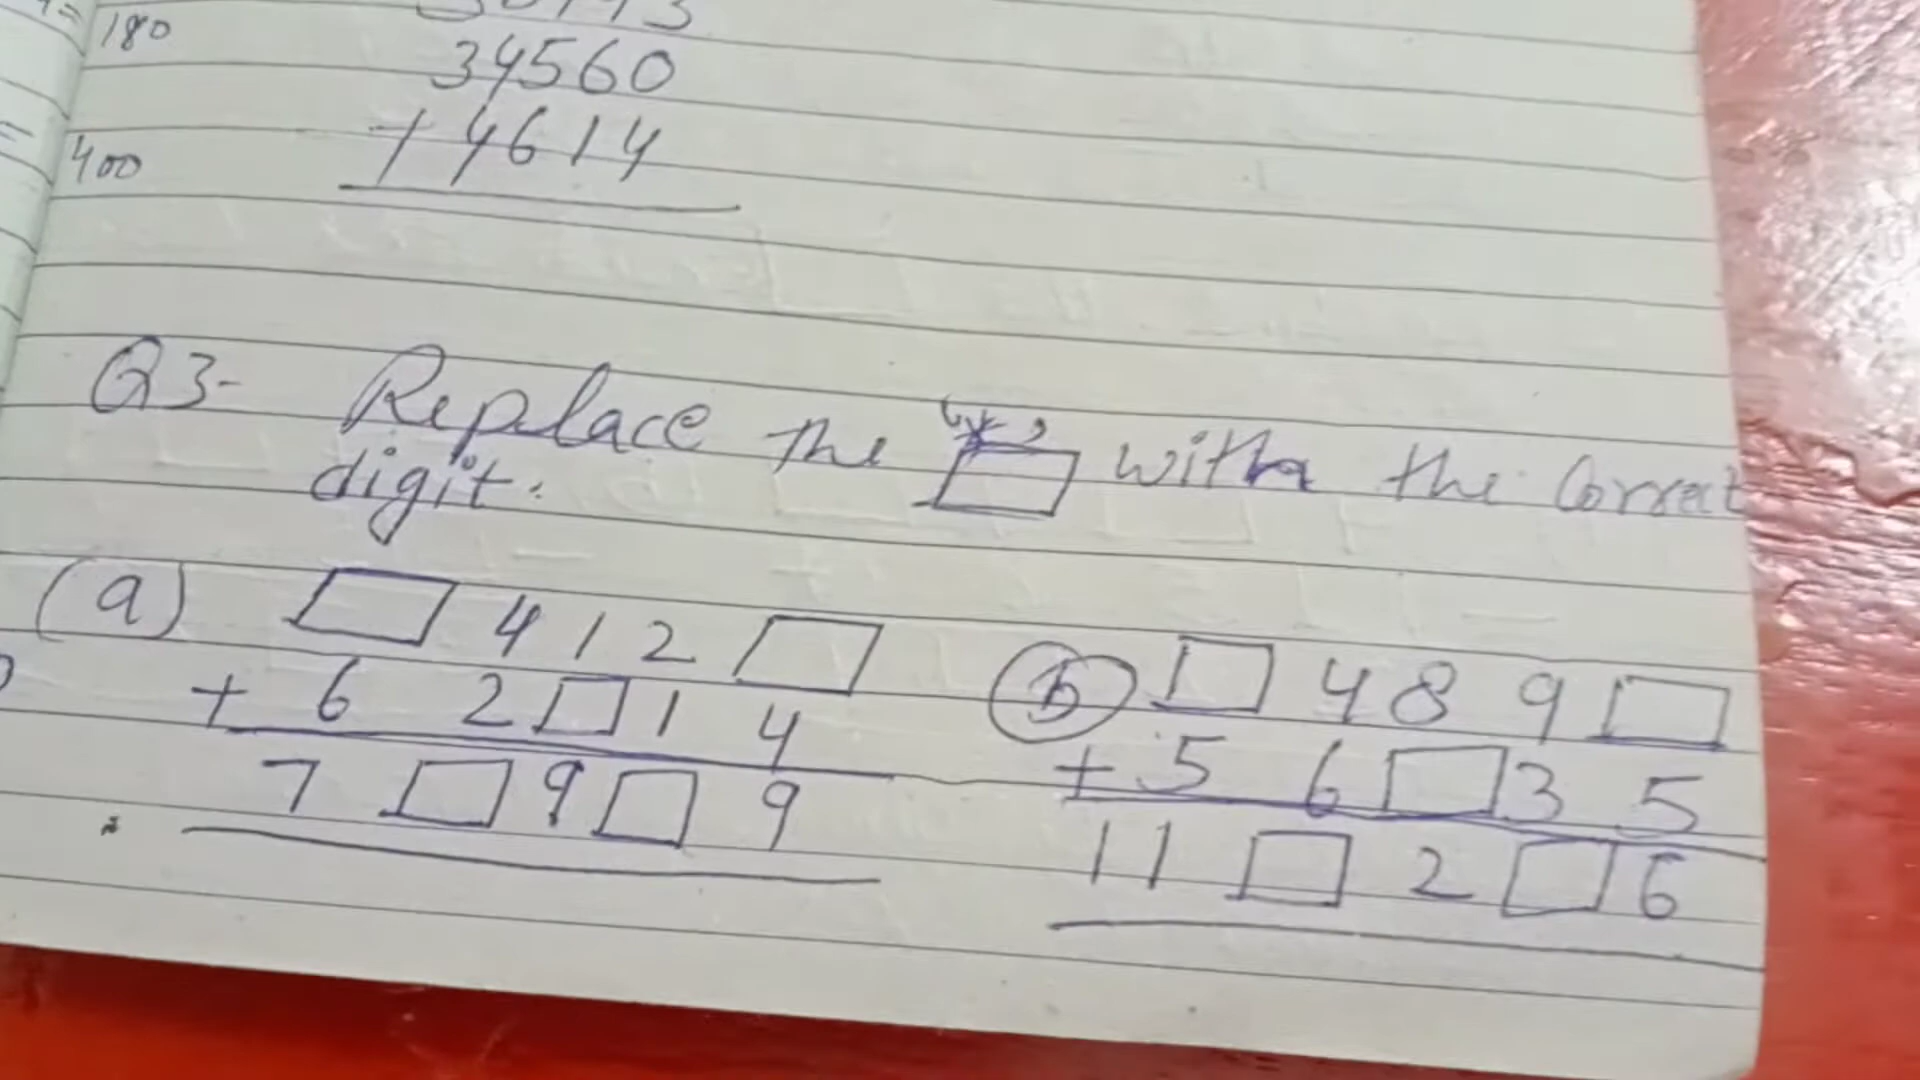 180
34560
+ 4614
400
Q3- Replace the □ with the Correct
digit.
(a) □ 4 1 2 □
+ 6 2 □ 1 4
7 □ 9 □ 9
(b) □ 4 8 9 □
+ 5 6 □ 3 5
1 1 □ 2 □ 6